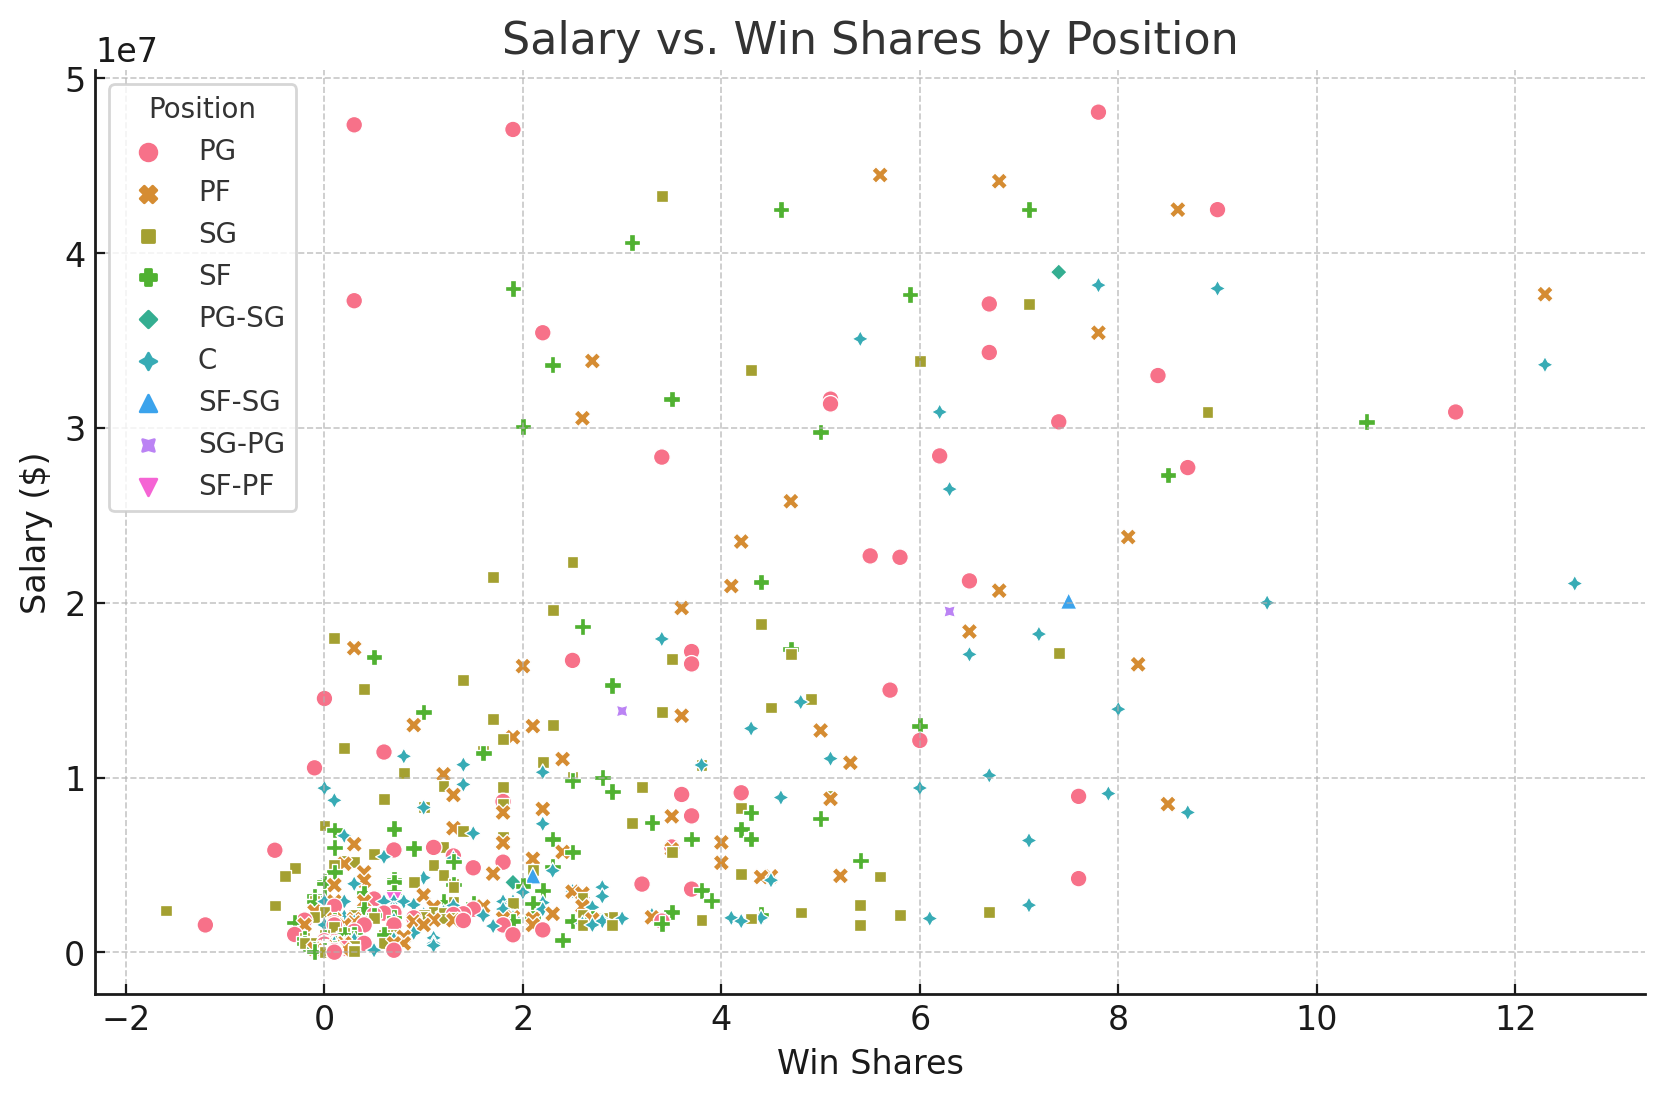 Salary vs. Win Shares by Position
1e7
5
4
3
2
1
0
Salary ($)
Position
PG
PF
SG
SF
PG-SG
C
SF-SG
SG-PG
SF-PF
−2
0
2
4
6
8
10
12
Win Shares